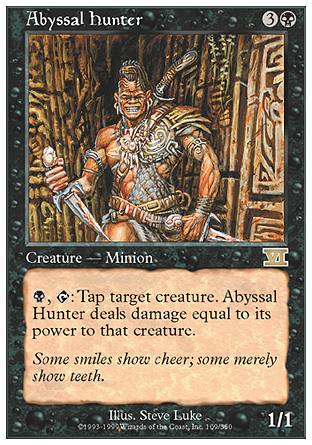 Abyssal Hunter 3
Creature — Minion VI
, : Tap target creature. Abyssal
Hunter deals damage equal to its
power to that creature.
Some smiles show cheer; some merely
show teeth.
Illus. Steve Luke
©1993-1999 Wizards of the Coast, Inc. 109/350
1/1